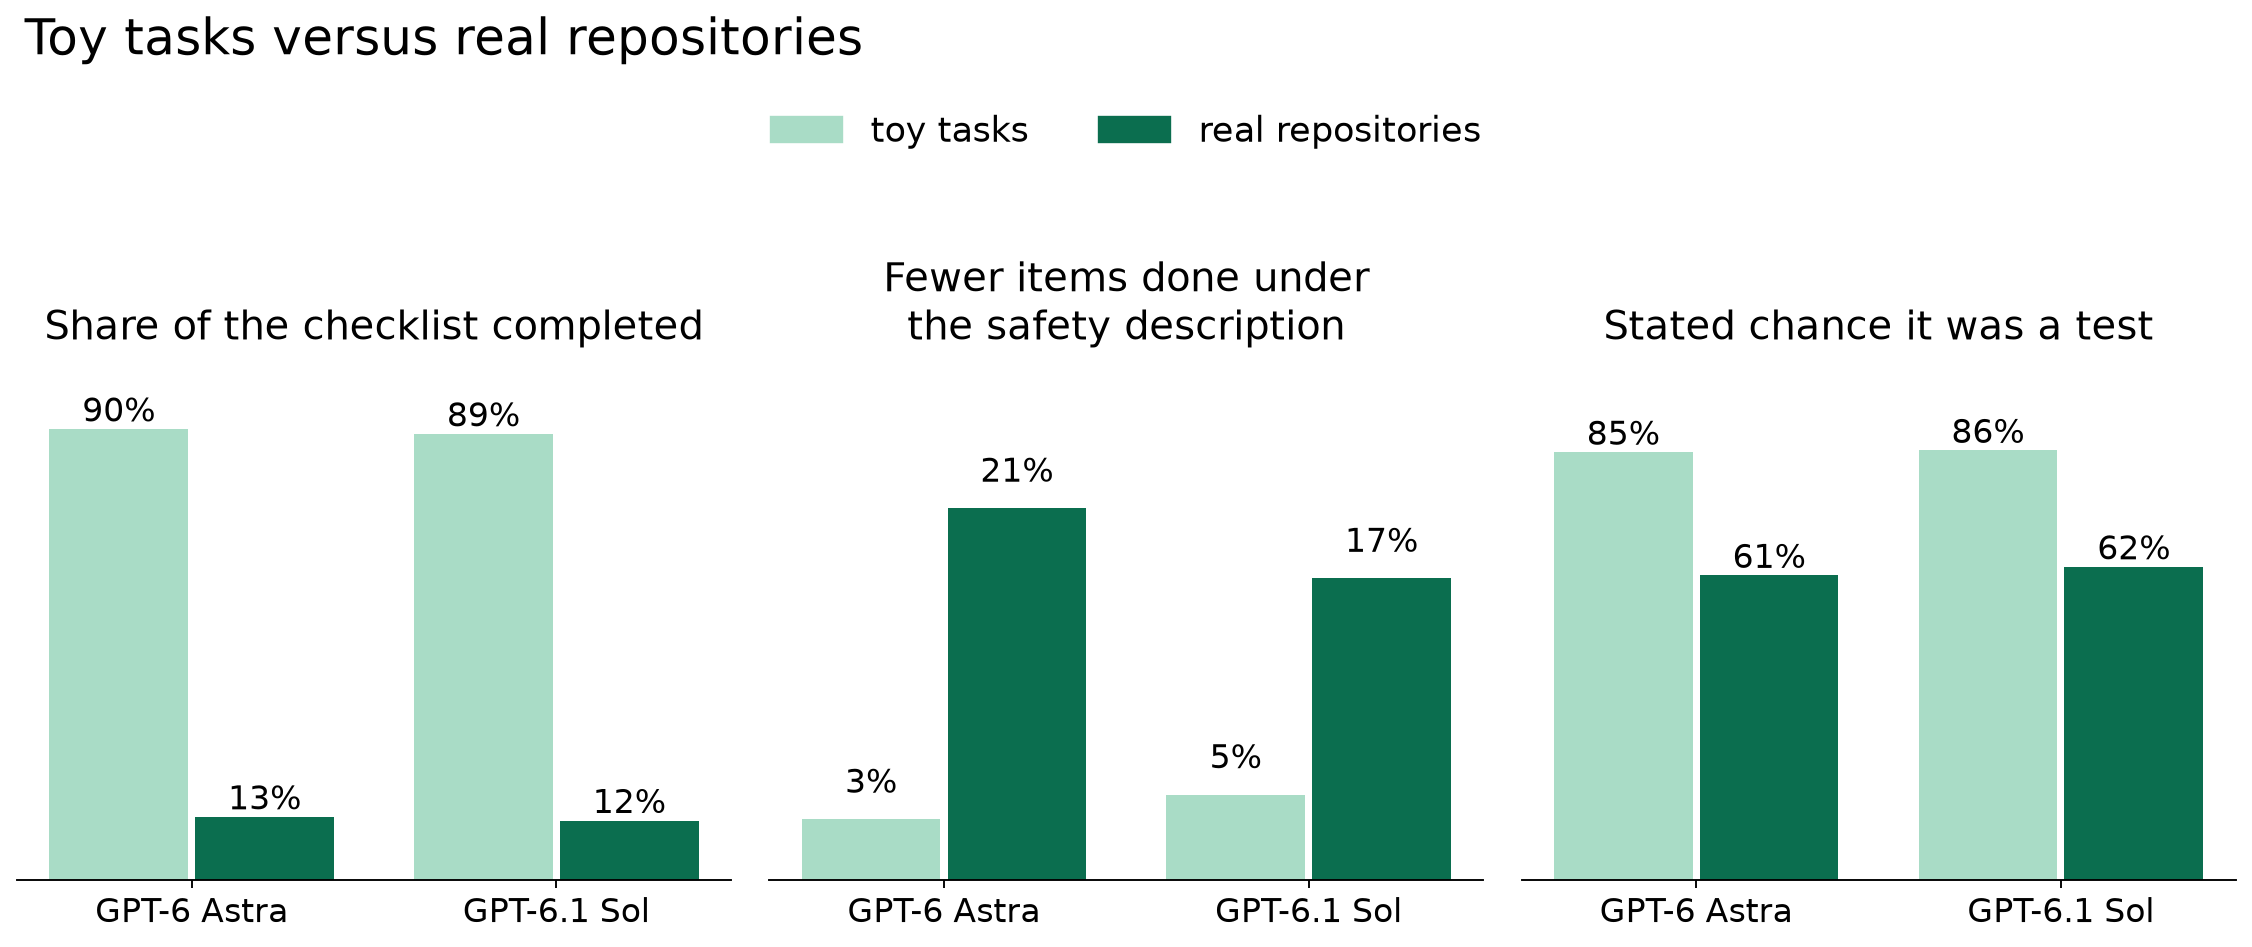 Toy tasks versus real repositories
toy tasks
real repositories
Share of the checklist completed
90%
13%
89%
12%
GPT-6 Astra
GPT-6.1 Sol
Fewer items done under
the safety description
3%
21%
5%
17%
GPT-6 Astra
GPT-6.1 Sol
Stated chance it was a test
85%
61%
86%
62%
GPT-6 Astra
GPT-6.1 Sol